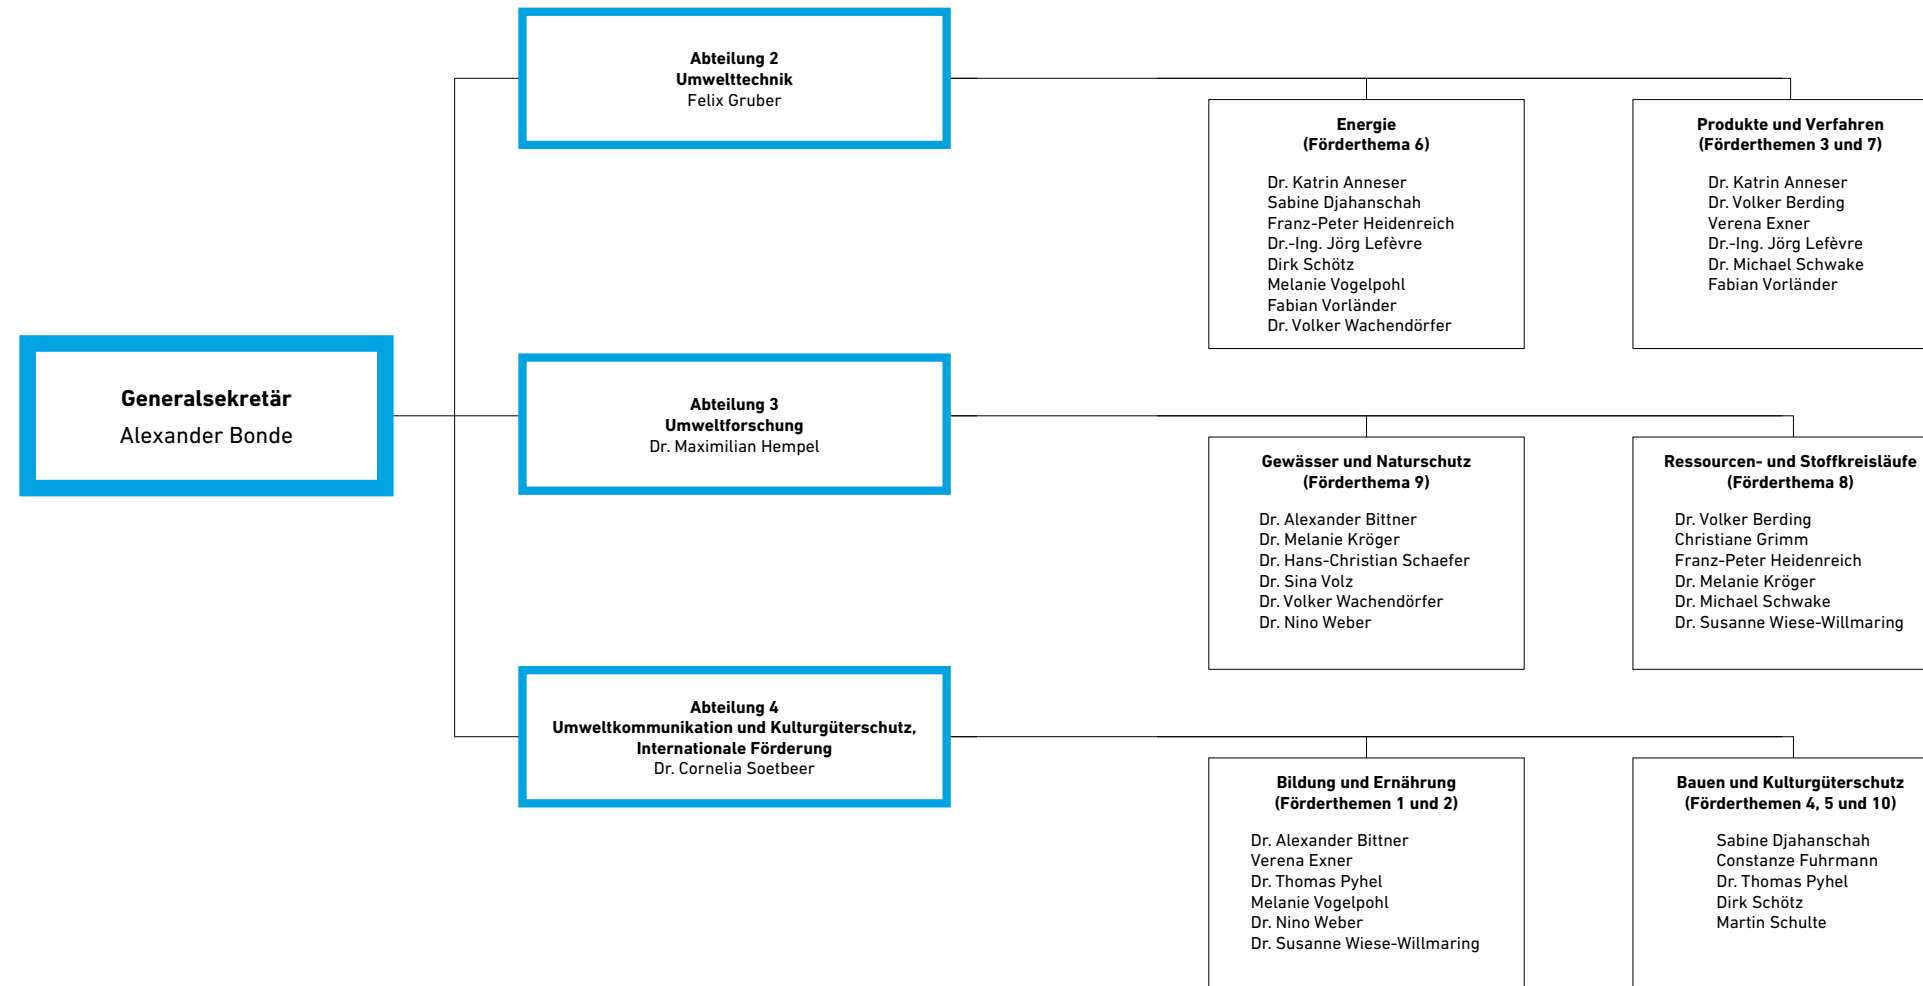 Generalsekretär
Alexander Bonde
Abteilung 2
Umwelttechnik
Felix Gruber
Energie
(Förderthema 6)
Dr. Katrin Anneser
Sabine Djahanschah
Franz-Peter Heidenreich
Dr.-Ing. Jörg Lefèvre
Dirk Schötz
Melanie Vogelpohl
Fabian Vorländer
Dr. Volker Wachendörfer
Produkte und Verfahren
(Förderthemen 3 und 7)
Dr. Katrin Anneser
Dr. Volker Berding
Verena Exner
Dr.-Ing. Jörg Lefèvre
Dr. Michael Schwake
Fabian Vorländer
Abteilung 3
Umweltforschung
Dr. Maximilian Hempel
Gewässer und Naturschutz
(Förderthema 9)
Dr. Alexander Bittner
Dr. Melanie Kröger
Dr. Hans-Christian Schaefer
Dr. Sina Volz
Dr. Volker Wachendörfer
Dr. Nino Weber
Ressourcen- und Stoffkreisläufe
(Förderthema 8)
Dr. Volker Berding
Christiane Grimm
Franz-Peter Heidenreich
Dr. Melanie Kröger
Dr. Michael Schwake
Dr. Susanne Wiese-Willmaring
Abteilung 4
Umweltkommunikation und Kulturgüterschutz,
Internationale Förderung
Dr. Cornelia Soetbeer
Bildung und Ernährung
(Förderthemen 1 und 2)
Dr. Alexander Bittner
Verena Exner
Dr. Thomas Pyhel
Melanie Vogelpohl
Dr. Nino Weber
Dr. Susanne Wiese-Willmaring
Bauen und Kulturgüterschutz
(Förderthemen 4, 5 und 10)
Sabine Djahanschah
Constanze Fuhrmann
Dr. Thomas Pyhel
Dirk Schötz
Martin Schulte